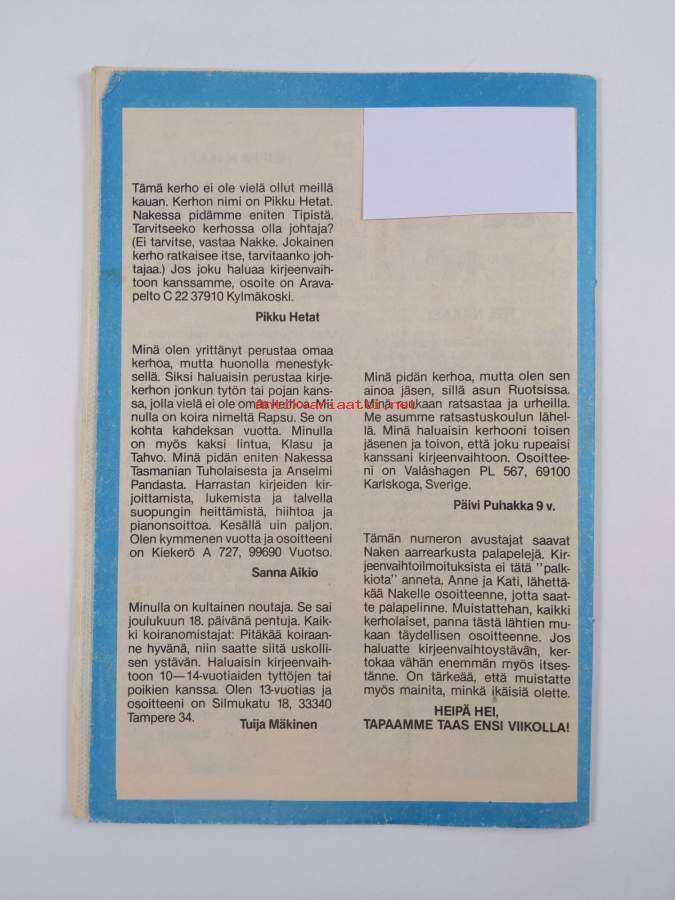 Tämä kerho ei ole vielä ollut meillä
kauan. Kerhon nimi on Pikku Hetat.
Nakessa pidämme eniten Tipistä.
Tarvitseeko kerhossa olla johtaja?
(Ei tarvitse, vastaa Nakke. Jokainen
kerho ratkaisee itse, tarvitaanko joh-
tajaa.) Jos joku haluaa kirjeenvaih-
toon kanssamme, osoite on Arava-
pelto C 22 37910 Kylmäkoski.
Pikku Hetat
Minä olen yrittänyt perustaa omaa
kerhoa, mutta huonolla menestyk-
sellä. Siksi haluaisin perustaa kirje-
kerhon jonkun tytön tai pojan kans-
sa, jolla vielä ei ole omaa kerhoa. Mi-
nulla on koira nimeltä Rapsu. Se on
kohta kahdeksan vuotta. Minulla
on myös kaksi lintua, Klasu ja
Tahvo. Minä pidän eniten Nakessa
Tasmanian Tuholaisesta ja Anselmi
Pandasta. Harrastan kirjeiden kir-
joittamista, lukemista ja talvella
suopungin heittämistä, hiihtoa ja
pianonsoittoa. Kesällä uin paljon.
Olen kymmenen vuotta ja osoitteeni
on Kiekerö A 727, 99690 Vuotso.
Sanna Aikio
Minulla on kultainen noutaja. Se sai
joulukuun 18. päivänä pentuja. Kaik-
ki koiranomistajat: Pitäkää koiraan-
ne hyvänä, niin saatte siitä uskolli-
sen ystävän. Haluaisin kirjeenvaih-
toon 10—14-vuotiaiden tyttöjen tai
poikien kanssa. Olen 13-vuotias ja
osoitteeni on Silmukatu 18, 33340
Tampere 34.
Tuija Mäkinen
Minä pidän kerhoa, mutta olen sen
ainoa jäsen, sillä asun Ruotsissa.
Minä rukaan ratsastaa ja urheilla.
Me asumme ratsastuskoulun lähel-
lä. Minä haluaisin kerhooni toisen
jäsenen ja toivon, että joku rupeaisi
kanssani kirjeenvaihtoon. Osoittee-
ni on Valåshagen PL 567, 69100
Karlskoga, Sverige.
Päivi Puhakka 9 v.
Tämän numeron avustajat saavat
Naken aarrearkusta palapelejä. Kir-
jeenvaihtoilmoituksista ei tätä "palk-
kiota" anneta. Anne ja Kati, lähettä-
kää Nakelle osoitteenne, jotta saat-
te palapelinne. Muistattehan, kaikki
kerholaiset, panna tästä lähtien mu-
kaan täydellisen osoitteenne. Jos
haluatte kirjeenvaihtoystävän, ker-
tokaa vähän enemmän myös itses-
tänne. On tärkeää, että muistatte
myös mainita, minkä ikäisiä olette.
HEIPÄ HEI,
TAPAAMME TAAS ENSI VIIKOLLA!
antikvariaatti.net